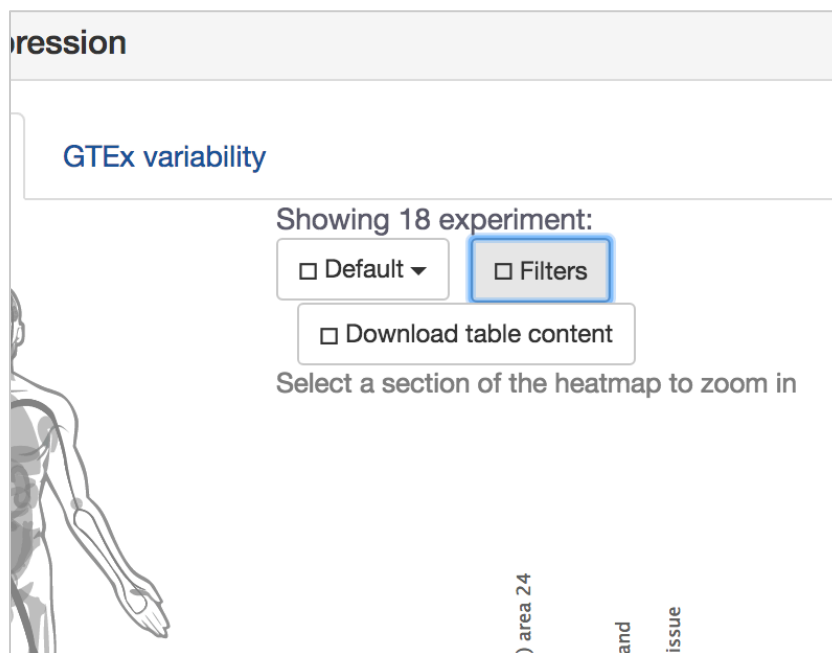 pression
GTEx variability
Showing 18 experiment:
Default
Filters
Download table content
Select a section of the heatmap to zoom in
) area 24
and
issue